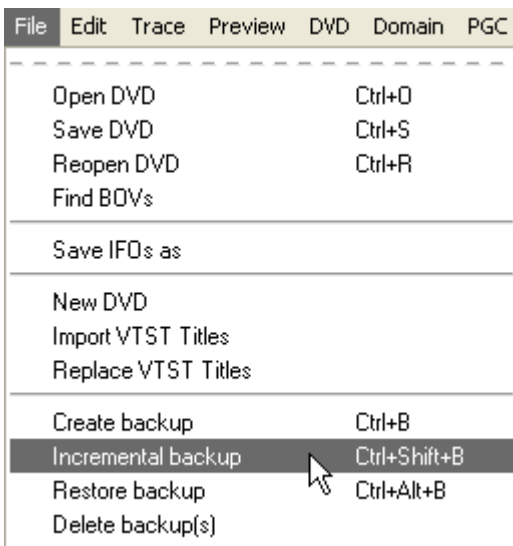 File Edit Trace Preview DVD Domain PGC
Open DVD Ctrl+O
Save DVD Ctrl+S
Reopen DVD Ctrl+R
Find BOVs
Save IFOs as
New DVD
Import VTST Titles
Replace VTST Titles
Create backup Ctrl+B
Incremental backup Ctrl+Shift+B
Restore backup Ctrl+Alt+B
Delete backup(s)